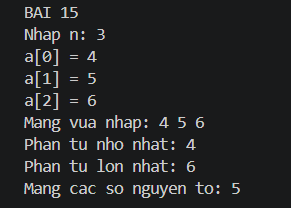 BAI 15
Nhap n: 3
a[0] = 4
a[1] = 5
a[2] = 6
Mang vua nhap: 4 5 6
Phan tu nho nhat: 4
Phan tu lon nhat: 6
Mang cac so nguyen to: 5